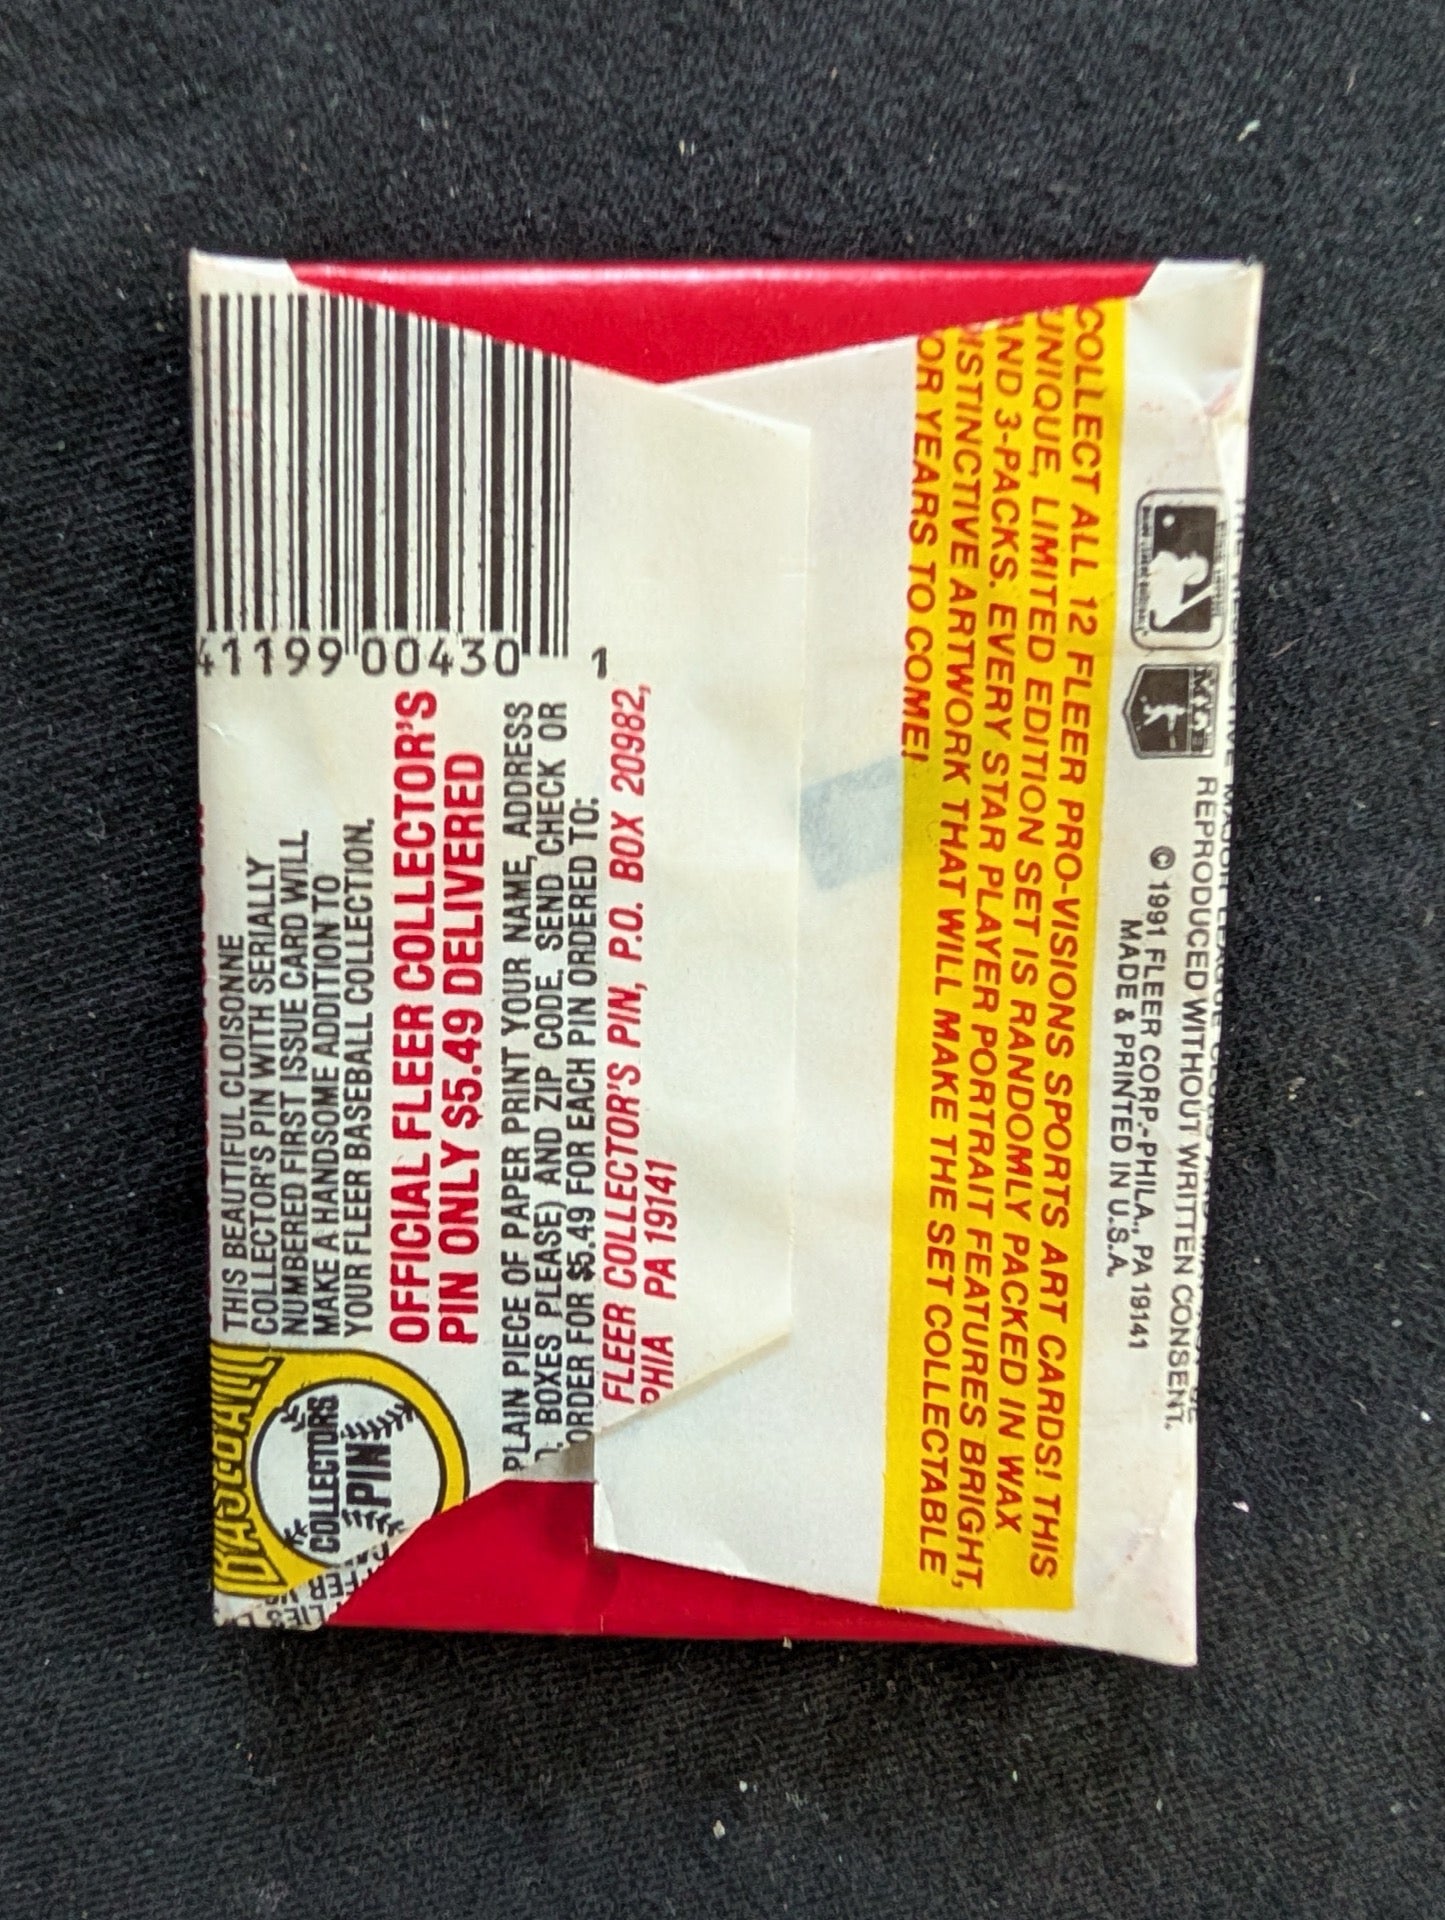 41199 00430 1
THIS BEAUTIFUL CLOISONNE
COLLECTOR'S PIN WITH SERIALLY
NUMBERED FIRST ISSUE CARD WILL
MAKE A HANDSOME ADDITION TO
YOUR FLEER BASEBALL COLLECTION.
BASEBALL
COLLECTORS
PIN
OFFICIAL FLEER COLLECTOR'S
PIN ONLY $5.49 DELIVERED
PLAIN PIECE OF PAPER PRINT YOUR NAME, ADDRESS
BOXES PLEASE) AND ZIP CODE. SEND CHECK OR
ORDER FOR $5.49 FOR EACH PIN ORDERED TO:
FLEER COLLECTOR'S PIN, P.O. BOX 20982,
PHIA PA 19141
COLLECT ALL 12 FLEER PRO-VISIONS SPORTS ART CARDS! THIS
UNIQUE, LIMITED EDITION SET IS RANDOMLY PACKED IN WAX
AND 3-PACKS. EVERY STAR PLAYER PORTRAIT FEATURES BRIGHT,
ISTINCTIVE ARTWORK THAT WILL MAKE THE SET COLLECTABLE
OR YEARS TO COME!
REPRODUCED WITHOUT WRITTEN CONSENT.
© 1991 FLEER CORP.-PHILA., PA 19141
MADE & PRINTED IN U.S.A.